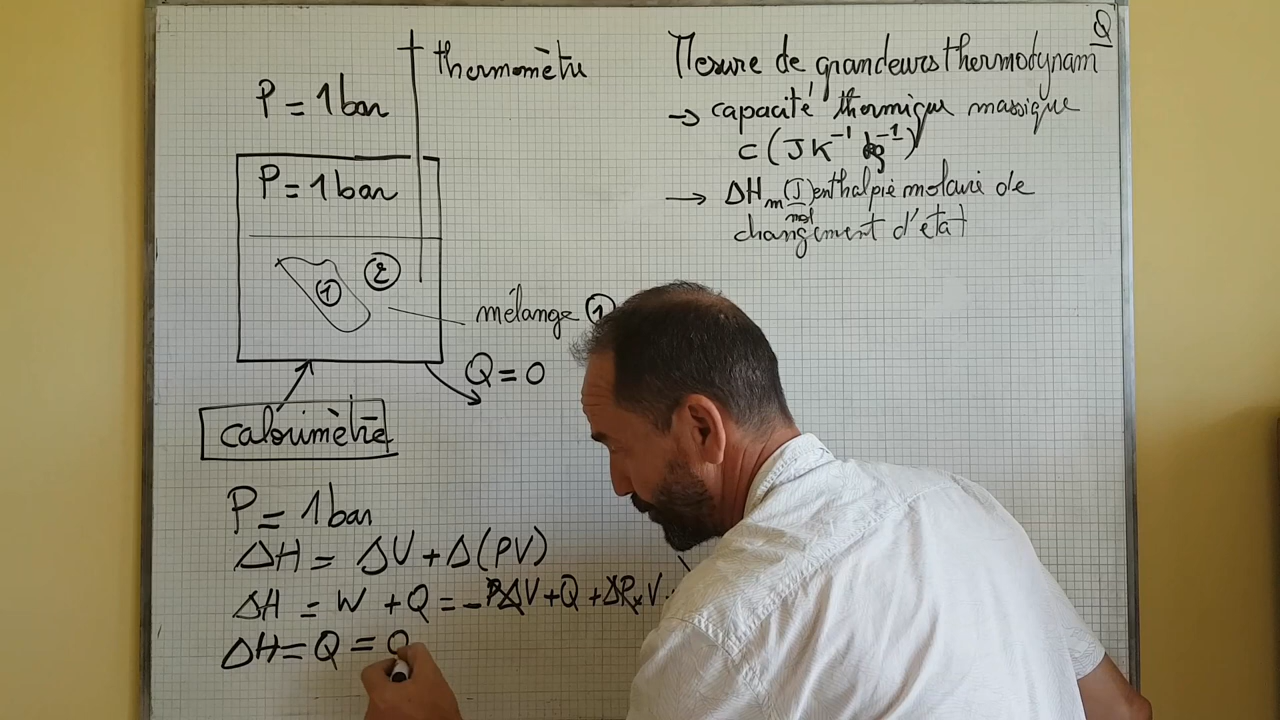 thermomètre
P = 1 bar
P = 1 bar
① ②
mélange ①
Q = 0
calorimètre
P = 1 bar
ΔH = ΔU + Δ(PV)
ΔH = W + Q = -PΔV + Q + ΔP×V
ΔH = Q = 0
Q
Mesure de grandeurs thermodynam
→ capacité thermique massique
c (J K⁻¹ kg⁻¹)
→ ΔHm (J/mol) enthalpie molaire de
changement d'état